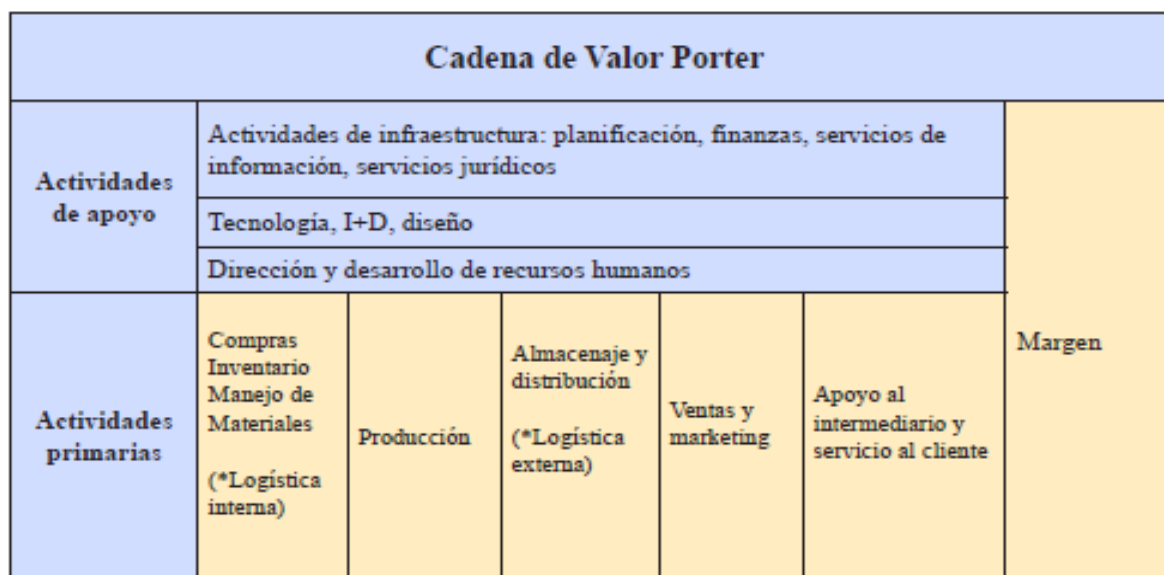 Cadena de Valor Porter
Actividades
de apoyo
Actividades de infraestructura: planificación, finanzas, servicios de
información, servicios jurídicos
Tecnología, I+D, diseño
Dirección y desarrollo de recursos humanos
Actividades
primarias
Compras
Inventario
Manejo de
Materiales
(*Logística
interna)
Producción
Almacenaje y
distribución
(*Logística
externa)
Ventas y
marketing
Apoyo al
intermediario y
servicio al cliente
Margen